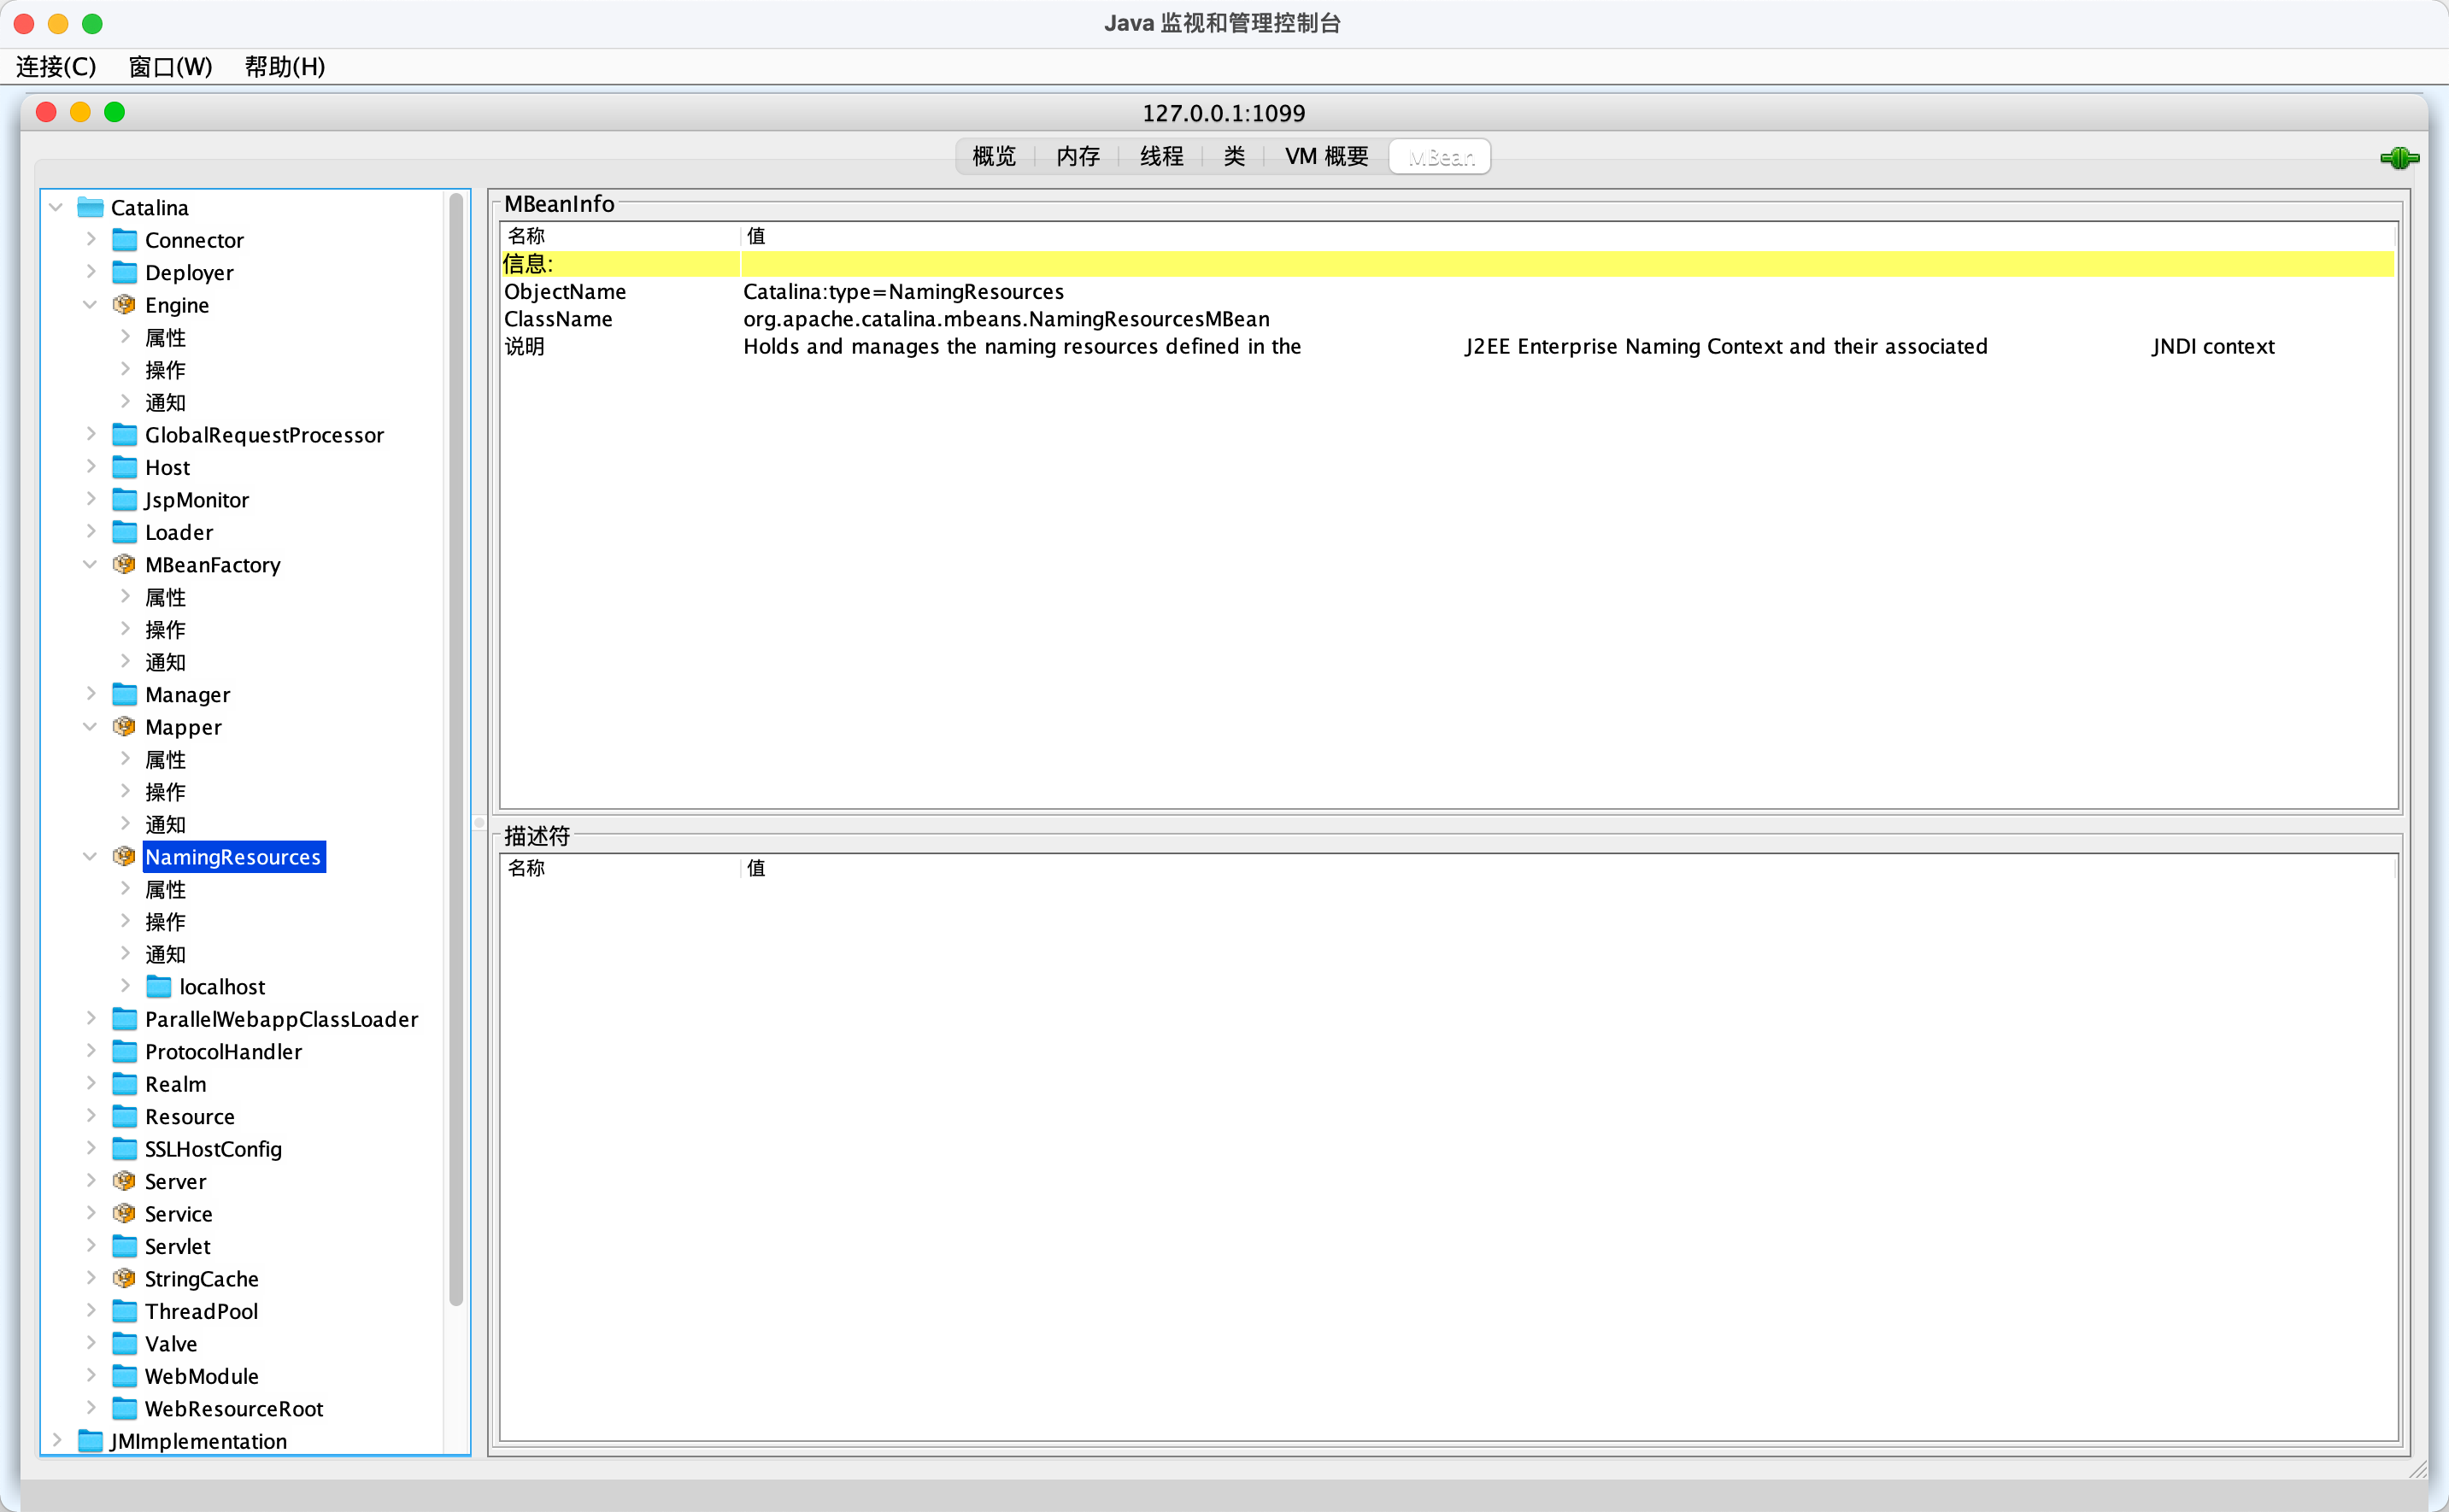 Java 监视和管理控制台
连接(C) 窗口(W) 帮助(H)
127.0.0.1:1099
概览 内存 线程 类 VM 概要 MBean
Catalina
Connector
Deployer
Engine
属性
操作
通知
GlobalRequestProcessor
Host
JspMonitor
Loader
MBeanFactory
属性
操作
通知
Manager
Mapper
属性
操作
通知
NamingResources
属性
操作
通知
localhost
ParallelWebappClassLoader
ProtocolHandler
Realm
Resource
SSLHostConfig
Server
Service
Servlet
StringCache
ThreadPool
Valve
WebModule
WebResourceRoot
JMImplementation
MBeanInfo
名称 值
信息:
ObjectName Catalina:type=NamingResources
ClassName org.apache.catalina.mbeans.NamingResourcesMBean
说明 Holds and manages the naming resources defined in the J2EE Enterprise Naming Context and their associated JNDI context
描述符
名称 值